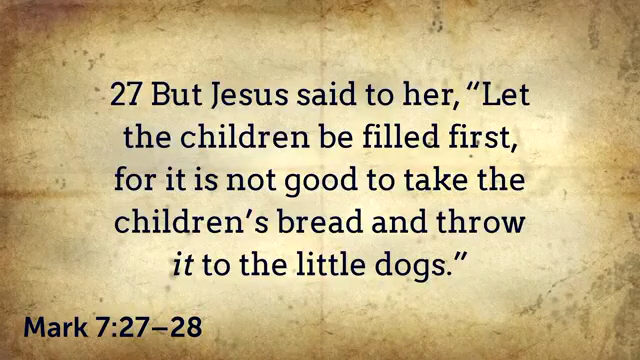 27 But Jesus said to her, “Let
the children be filled first,
for it is not good to take the
children’s bread and throw
it to the little dogs.”
Mark 7:27–28